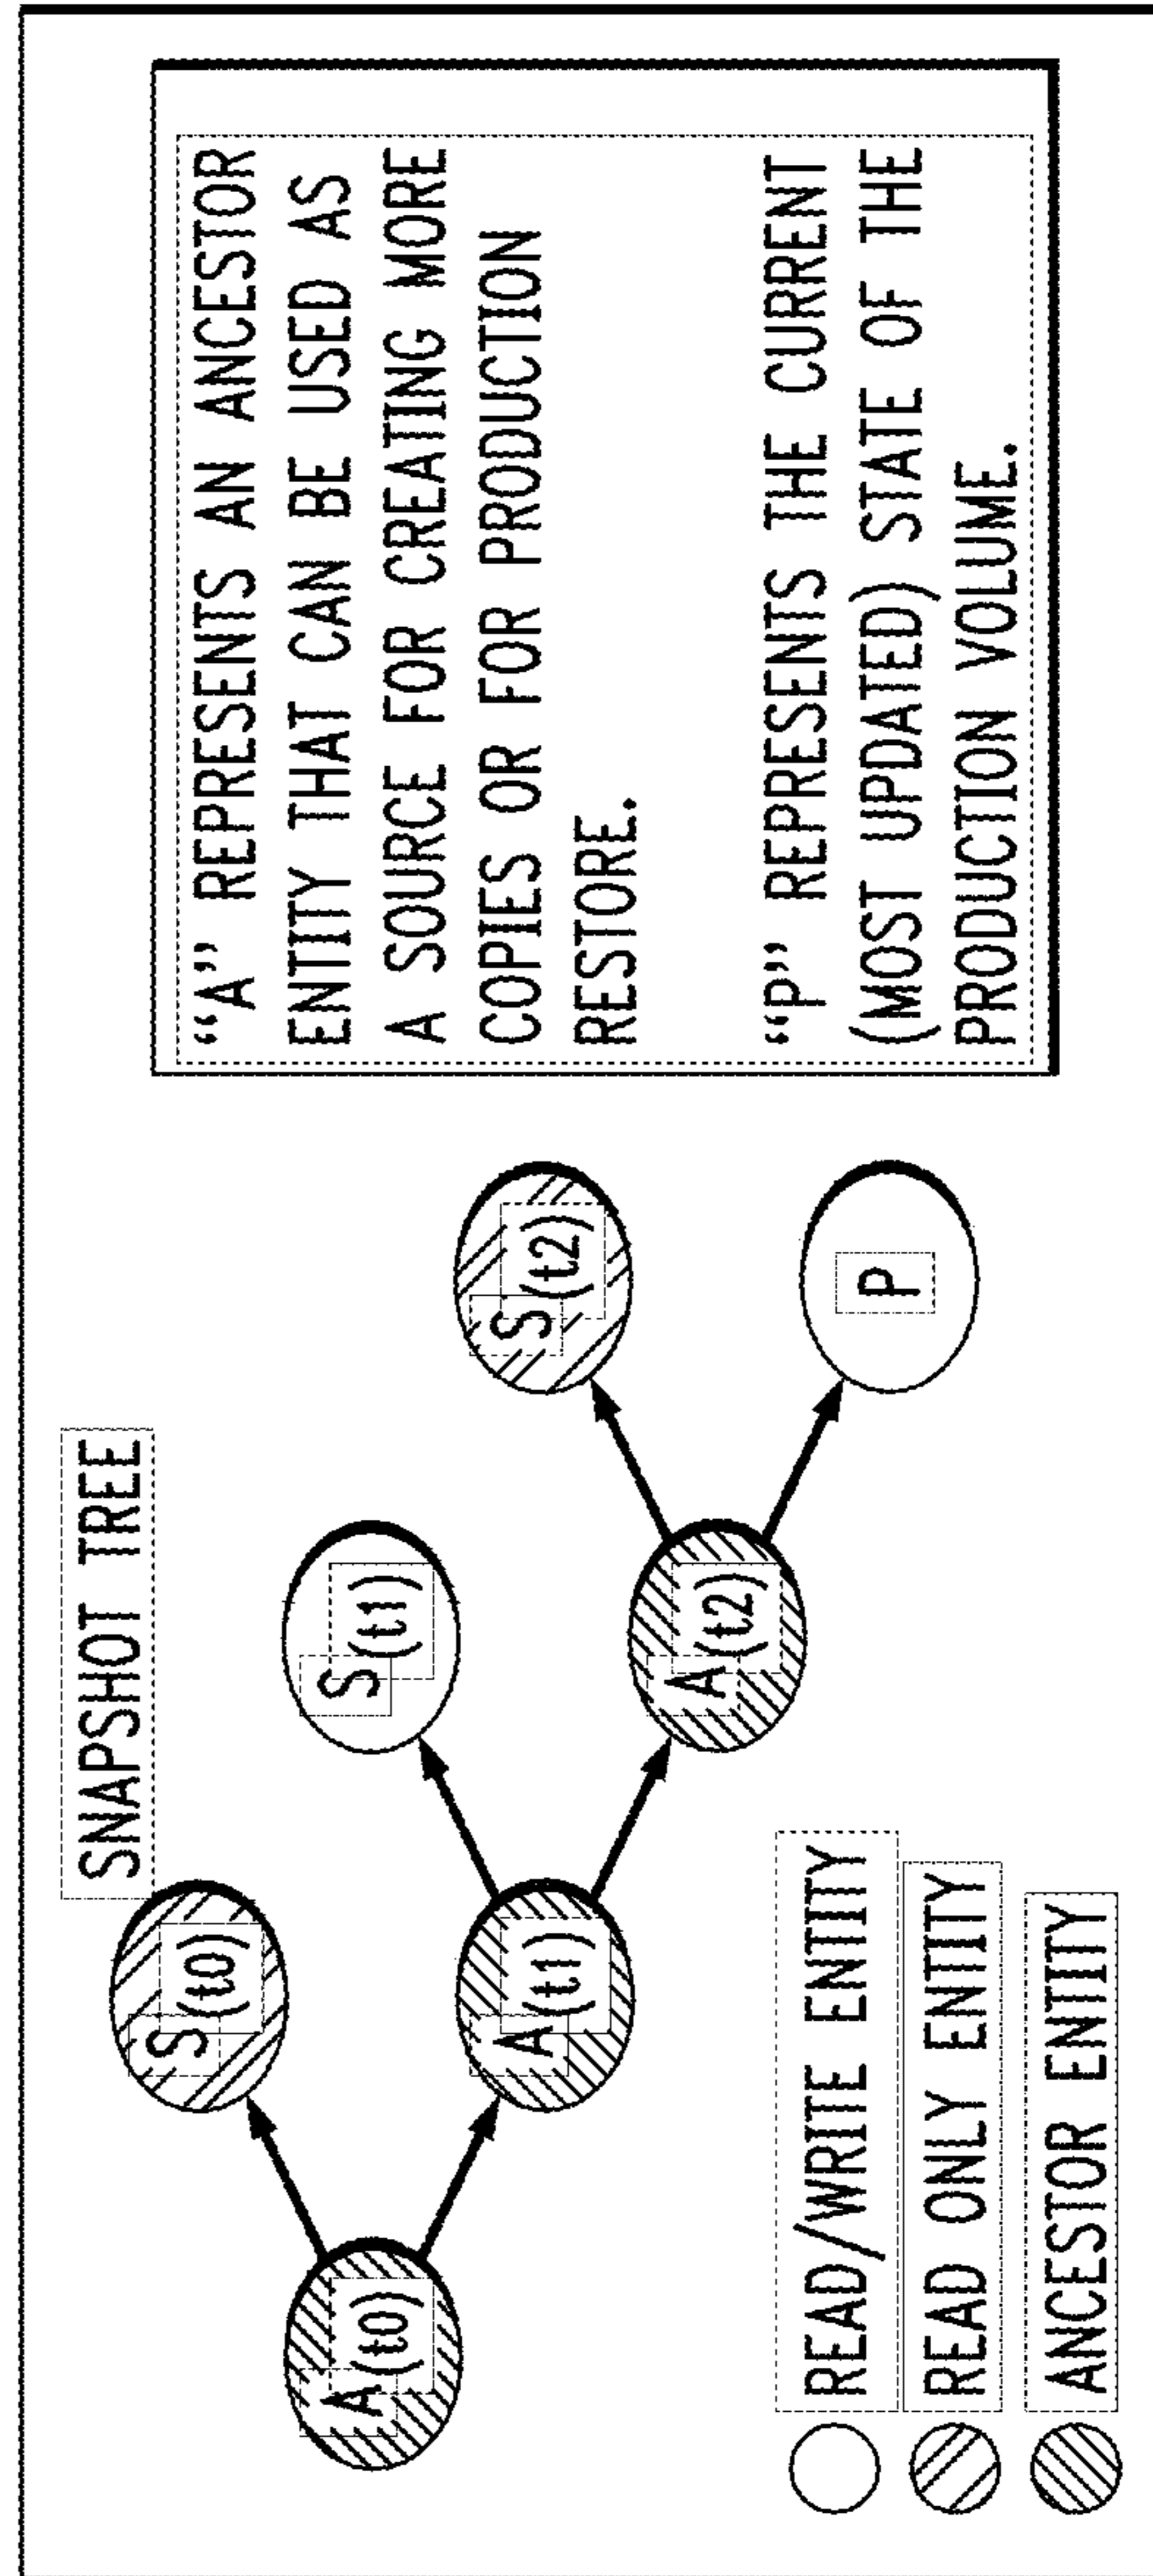 SNAPSHOT TREE
S(t0)
A(t0)
S(t1)
A(t1)
S(t2)
A(t2)
P
READ/WRITE ENTITY
READ ONLY ENTITY
ANCESTOR ENTITY
“A” REPRESENTS AN ANCESTOR
ENTITY THAT CAN BE USED AS
A SOURCE FOR CREATING MORE
COPIES OR FOR PRODUCTION
RESTORE.
“P” REPRESENTS THE CURRENT
(MOST UPDATED) STATE OF THE
PRODUCTION VOLUME.